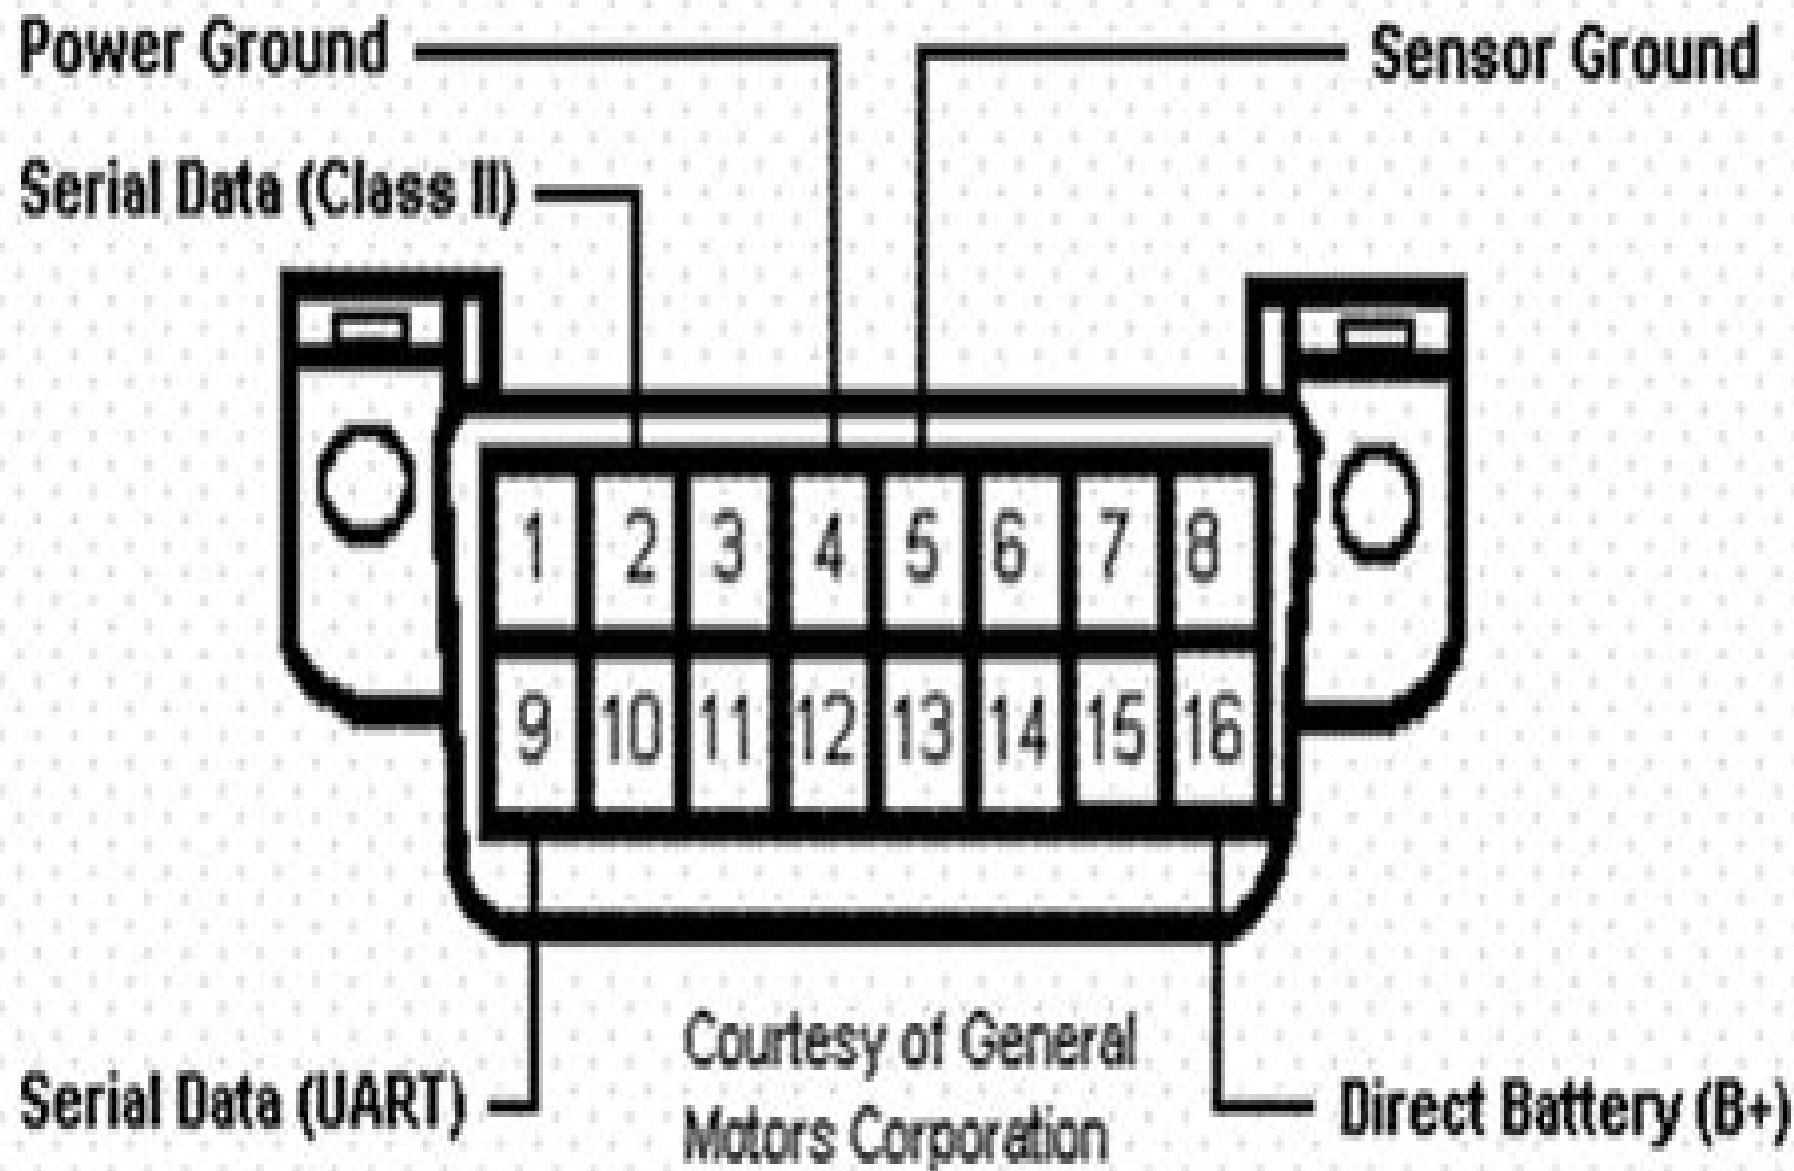 Power Ground
Sensor Ground
Serial Data (Class II)
1 2 3 4 5 6 7 8
9 10 11 12 13 14 15 16
Courtesy of General
Motors Corporation
Serial Data (UART)
Direct Battery (B+)